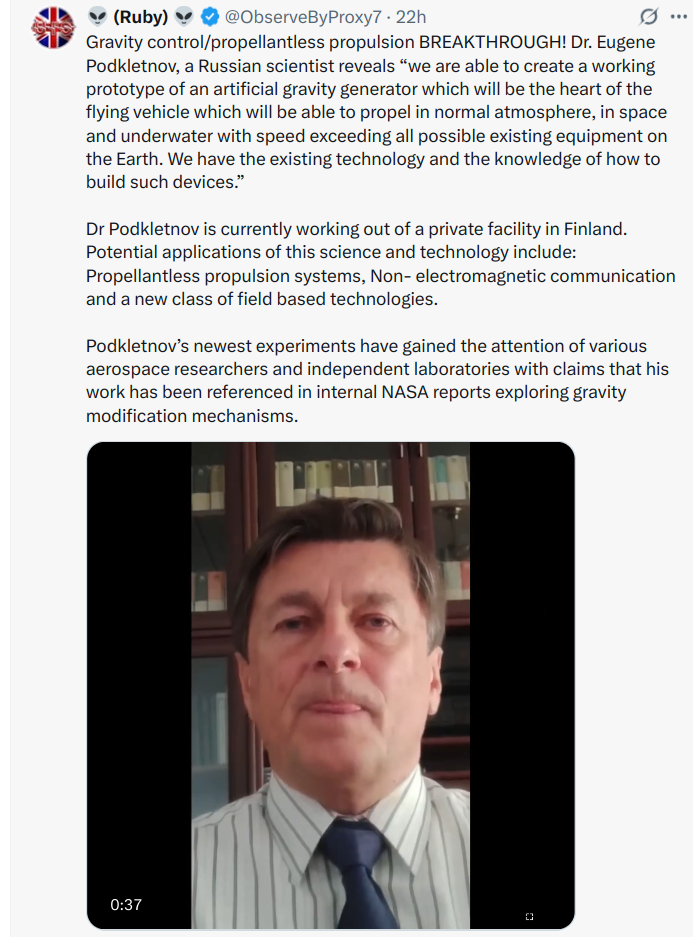 (Ruby) @ObserveByProxy7 · 22h
Gravity control/propellantless propulsion BREAKTHROUGH! Dr. Eugene
Podkletnov, a Russian scientist reveals “we are able to create a working
prototype of an artificial gravity generator which will be the heart of the
flying vehicle which will be able to propel in normal atmosphere, in space
and underwater with speed exceeding all possible existing equipment on
the Earth. We have the existing technology and the knowledge of how to
build such devices.”
Dr Podkletnov is currently working out of a private facility in Finland.
Potential applications of this science and technology include:
Propellantless propulsion systems, Non- electromagnetic communication
and a new class of field based technologies.
Podkletnov’s newest experiments have gained the attention of various
aerospace researchers and independent laboratories with claims that his
work has been referenced in internal NASA reports exploring gravity
modification mechanisms.
0:37